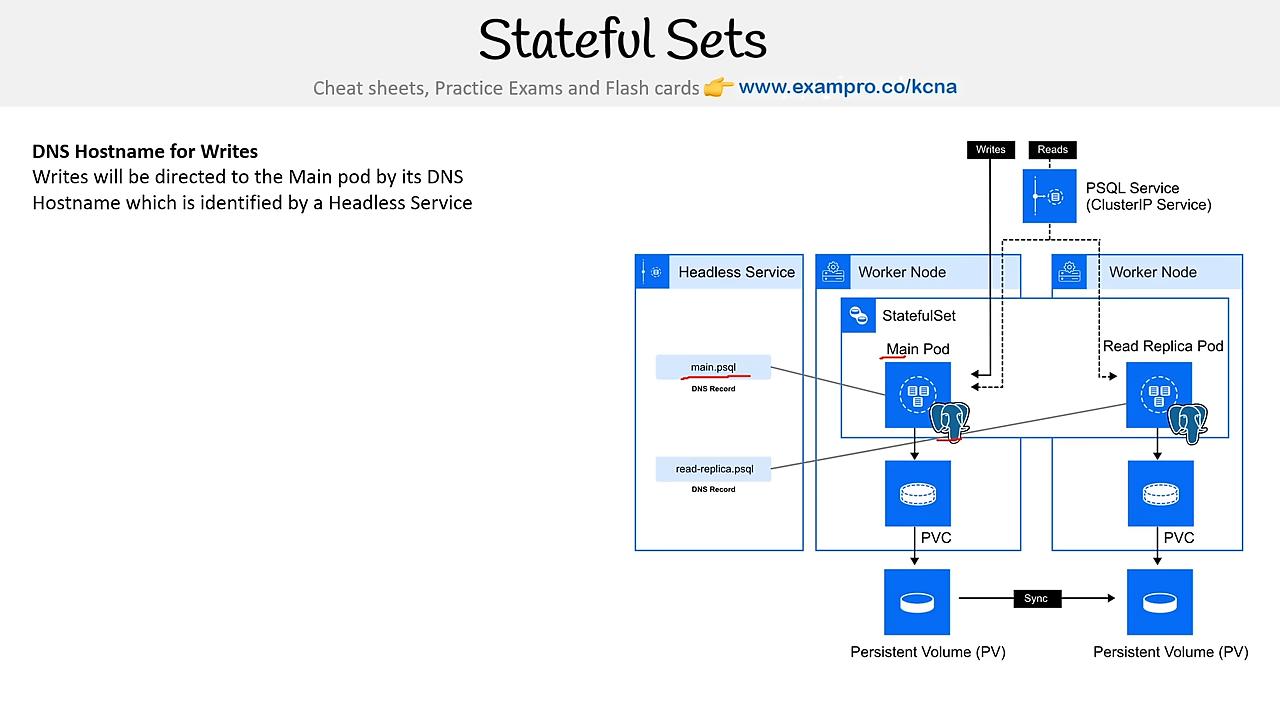 Stateful Sets
Cheat sheets, Practice Exams and Flash cards 👉 www.exampro.co/kcna
DNS Hostname for Writes
Writes will be directed to the Main pod by its DNS
Hostname which is identified by a Headless Service
Writes
Reads
PSQL Service
(ClusterIP Service)
Headless Service
Worker Node
Worker Node
StatefulSet
Main Pod
Read Replica Pod
main.psql
DNS Record
read-replica.psql
DNS Record
PVC
PVC
Sync
Persistent Volume (PV)
Persistent Volume (PV)